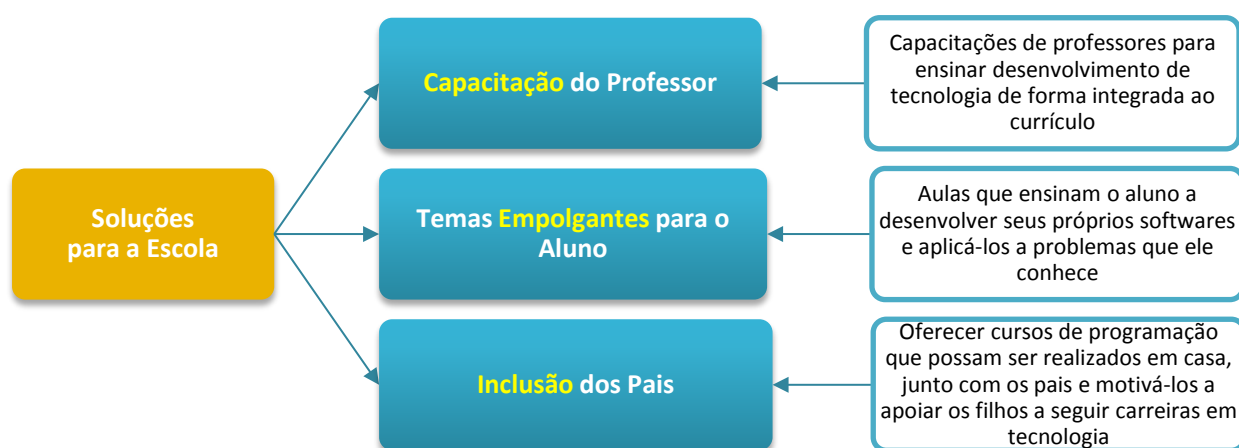 Soluções
para a Escola
Capacitação do Professor
Capacitações de professores para
ensinar desenvolvimento de
tecnologia de forma integrada ao
currículo
Temas Empolgantes para o
Aluno
Aulas que ensinam o aluno a
desenvolver seus próprios softwares
e aplicá-los a problemas que ele
conhece
Inclusão dos Pais
Oferecer cursos de programação
que possam ser realizados em casa,
junto com os pais e motivá-los a
apoiar os filhos a seguir carreiras em
tecnologia